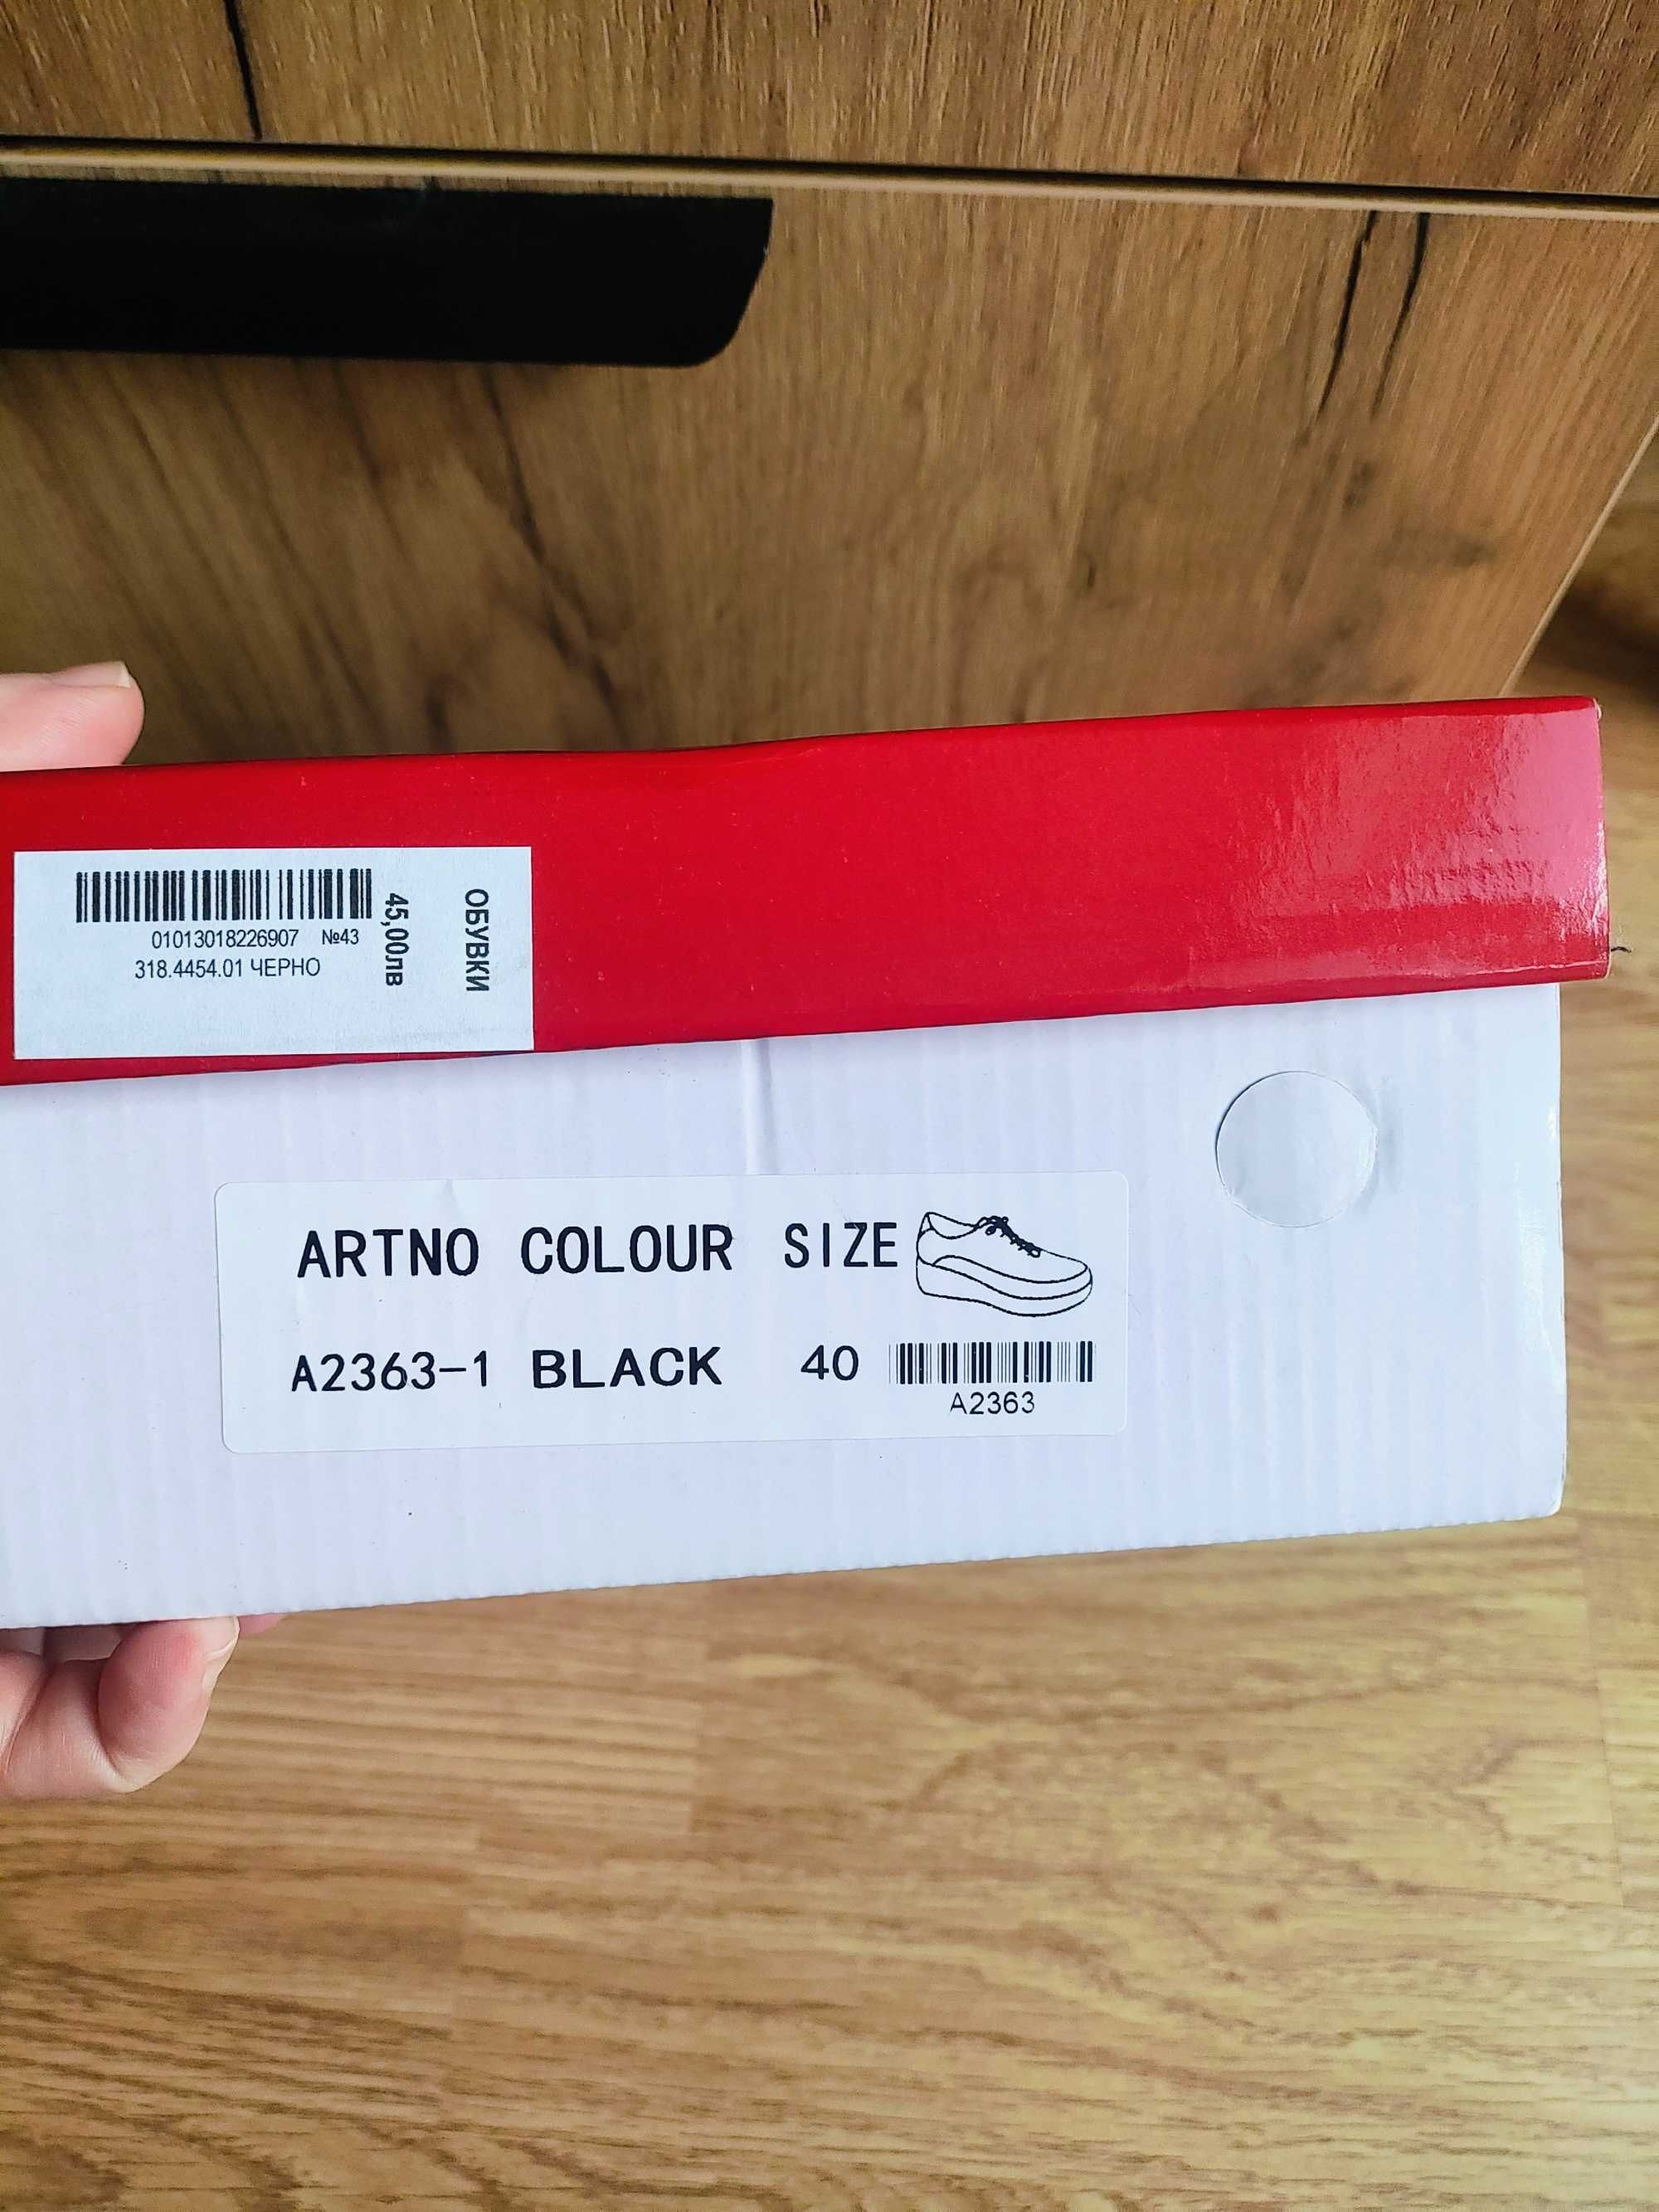 01013018226907 №43
318.4454.01 ЧЕРНО
45,00лв
ОБУВКИ
ARTNO COLOUR SIZE
A2363-1 BLACK 40
A2363